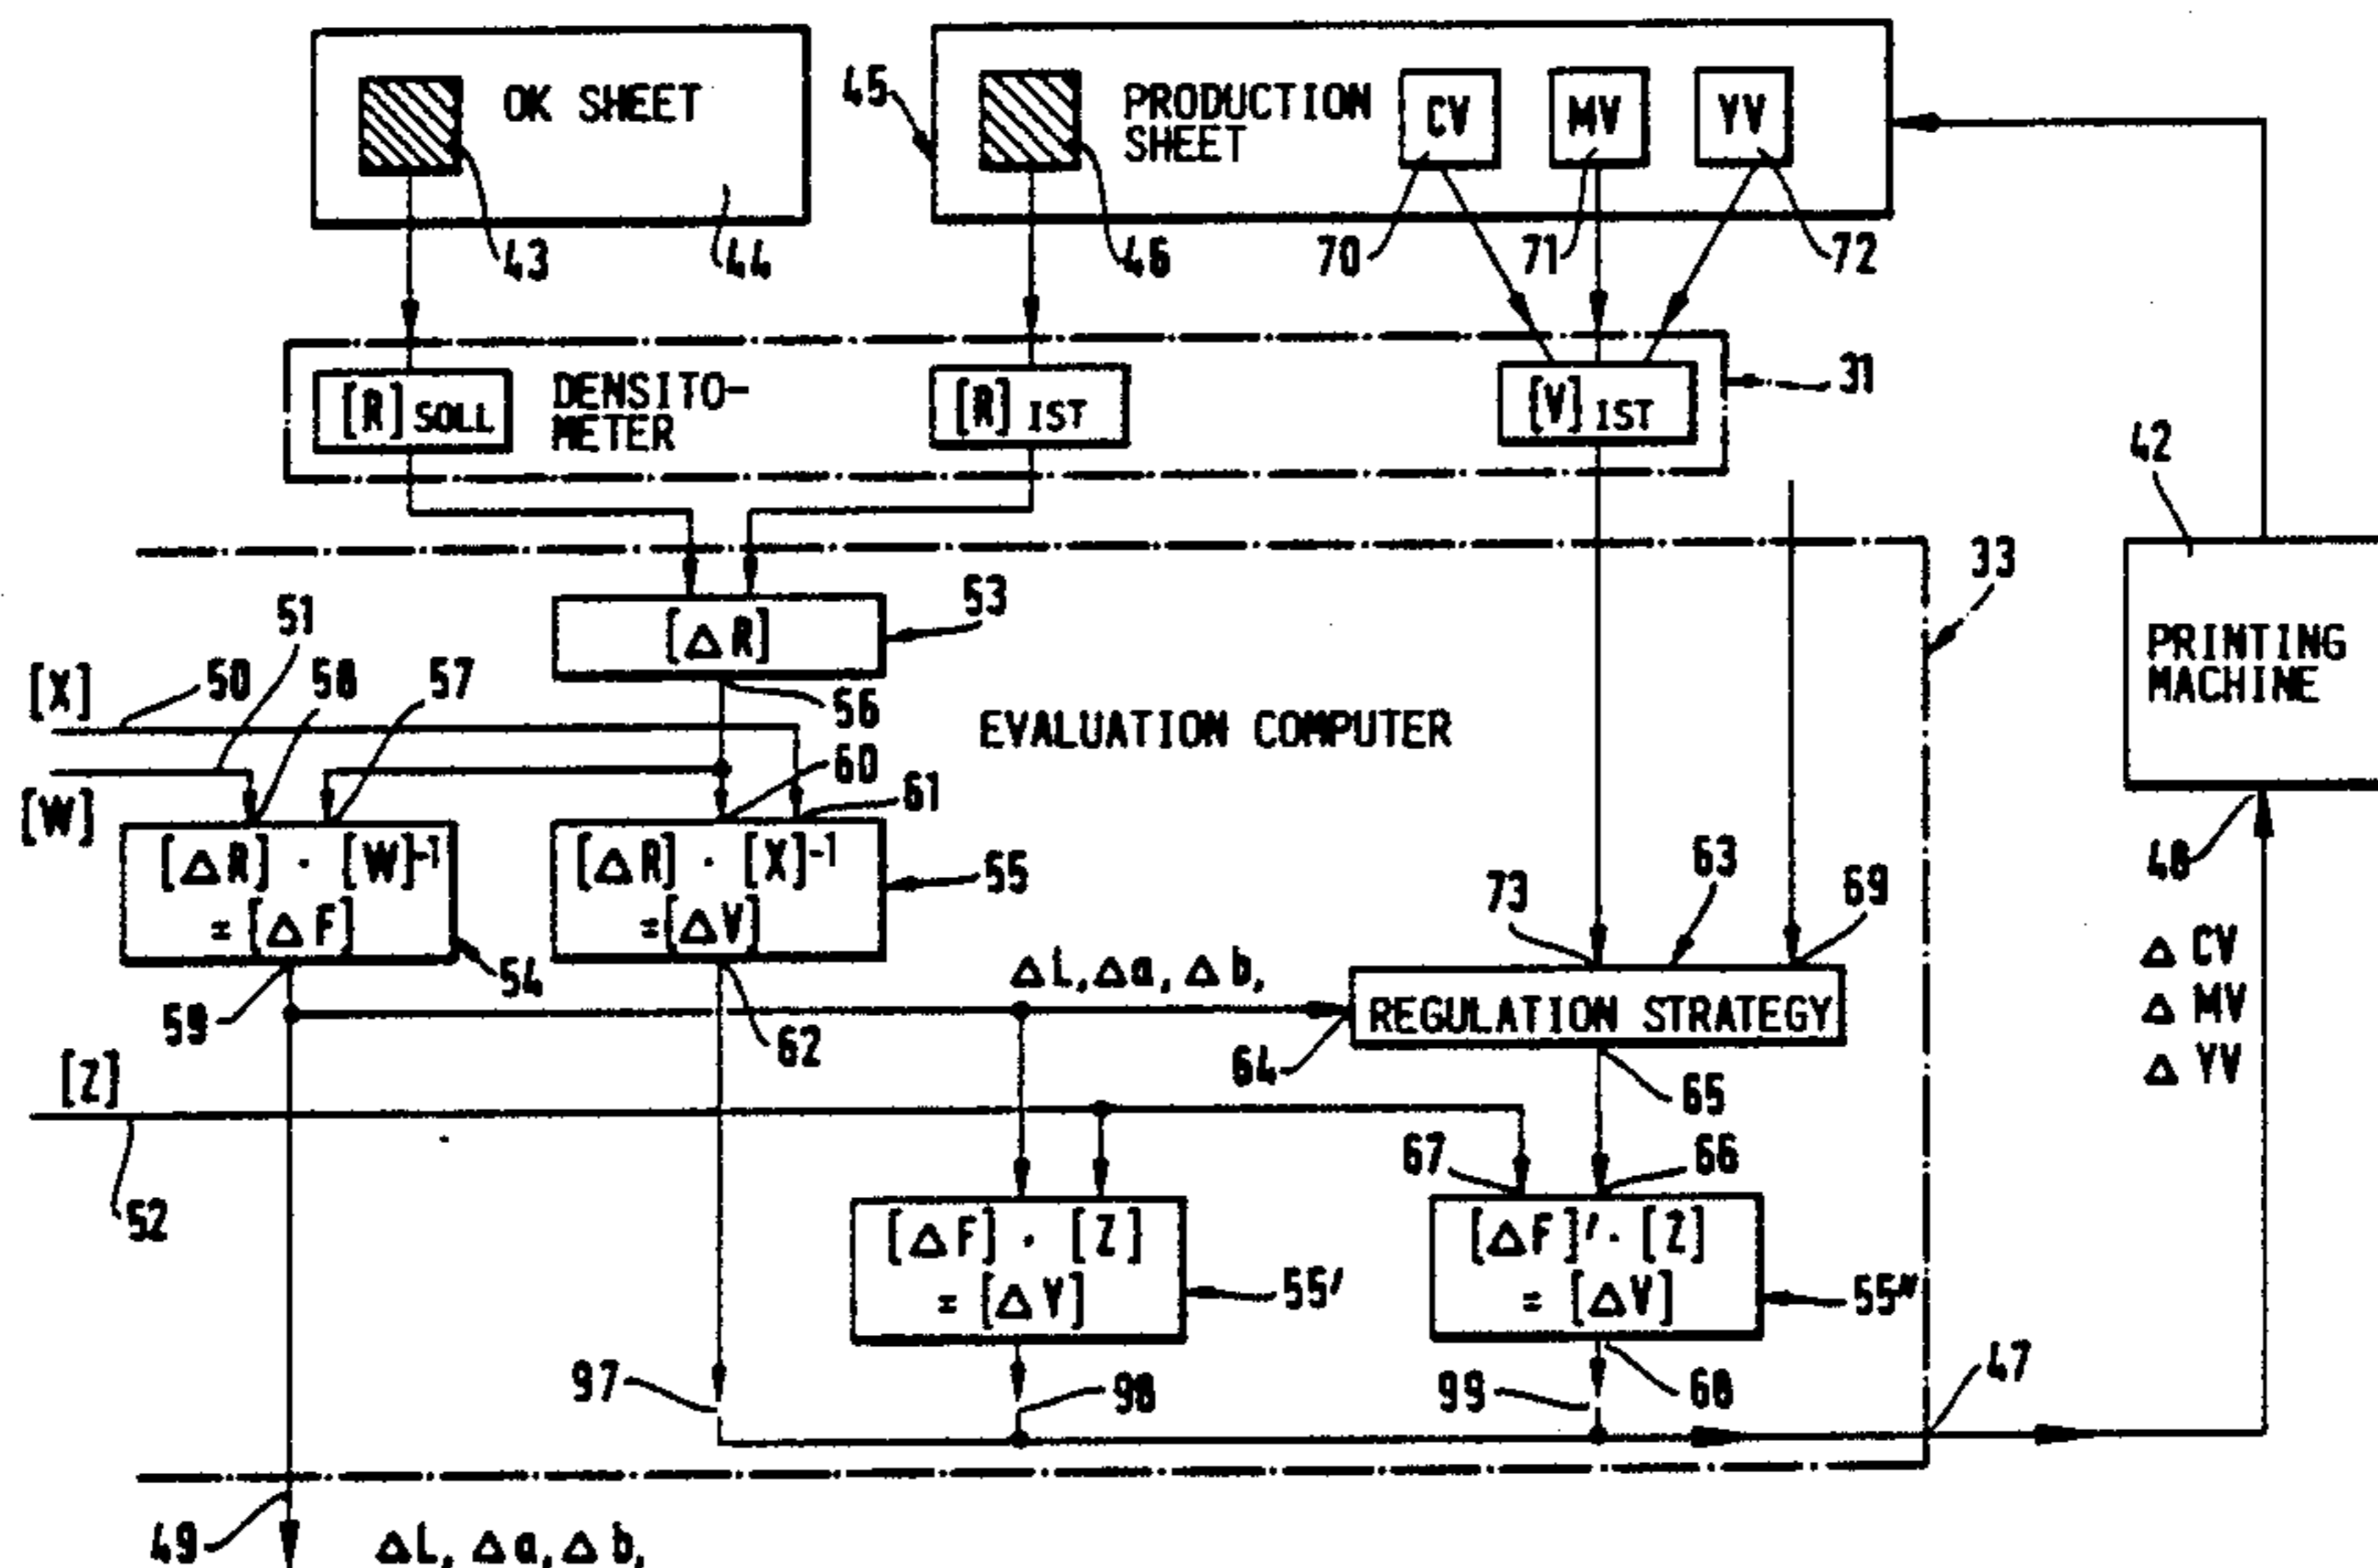 OK SHEET
43
44
45
PRODUCTION
SHEET
46
CV
MV
YV
70
71
72
[R] SOLL
DENSITO-
METER
[R] IST
[V] IST
31
42
PRINTING
MACHINE
33
[ΔR]
53
56
EVALUATION COMPUTER
[X]
50
51
58
57
60
61
[W]
[ΔR] · [W]-1
= [ΔF]
54
59
[ΔR] · [X]-1
= [ΔV]
55
62
ΔL, Δa, Δb,
73
63
69
REGULATION STRATEGY
64
65
48
Δ CV
Δ MV
Δ YV
[Z]
52
67
66
[ΔF] · [Z]
= [ΔV]
55'
[ΔF]' · [Z]
= [ΔV]
55"
97
98
99
68
47
49
ΔL, Δa, Δb,